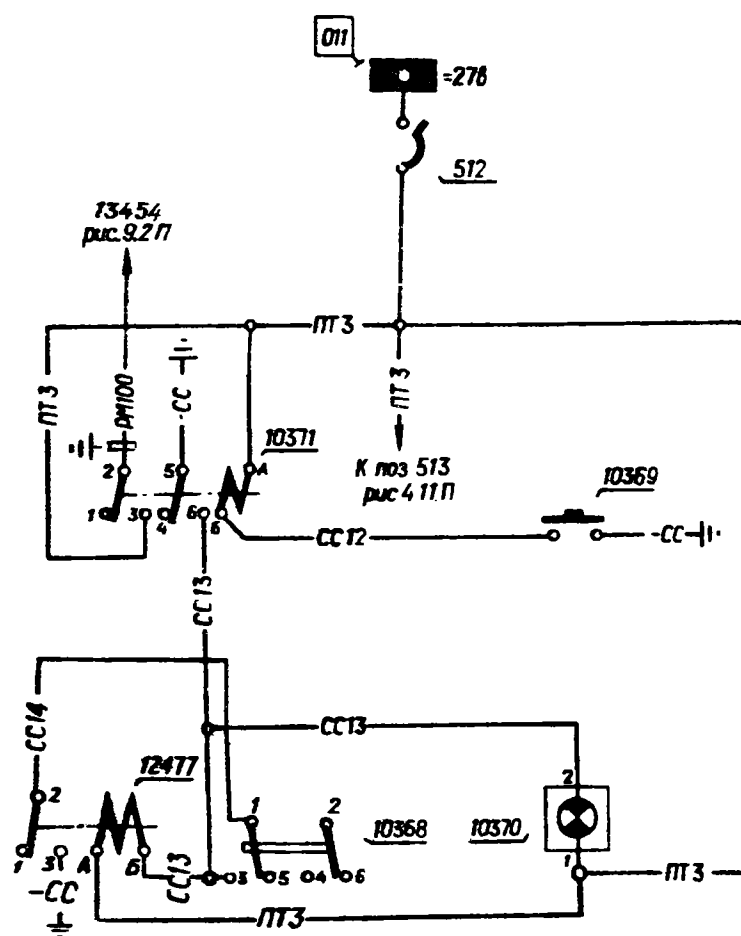 011
=27в
512
13454
рис.9.2П
ПТ3
ПТ3
РМ100
-СС
ПТ3
10371
К поз 513
рис 4 11.П
10369
2
5
А
1
3
4
6
Б
СС12
-СС
СС13
СС14
СС13
12477
2
1
2
2
10368
10370
1
3
А
Б
СС13
3
5
4
6
1
ПТ3
-СС
ПТ3